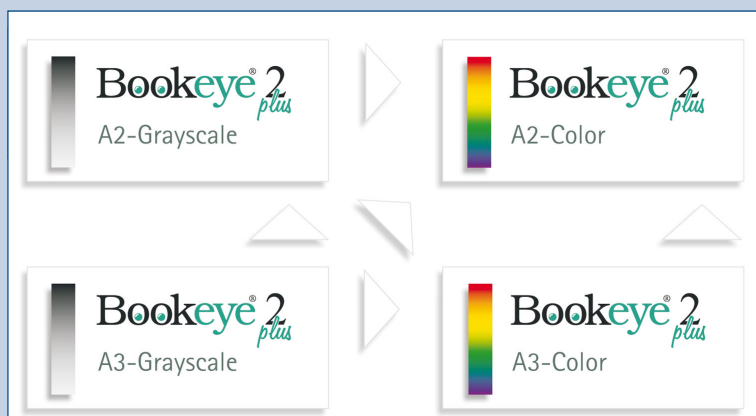 Bookeye® 2 plus
A2-Grayscale
Bookeye® 2 plus
A2-Color
Bookeye® 2 plus
A3-Grayscale
Bookeye® 2 plus
A3-Color